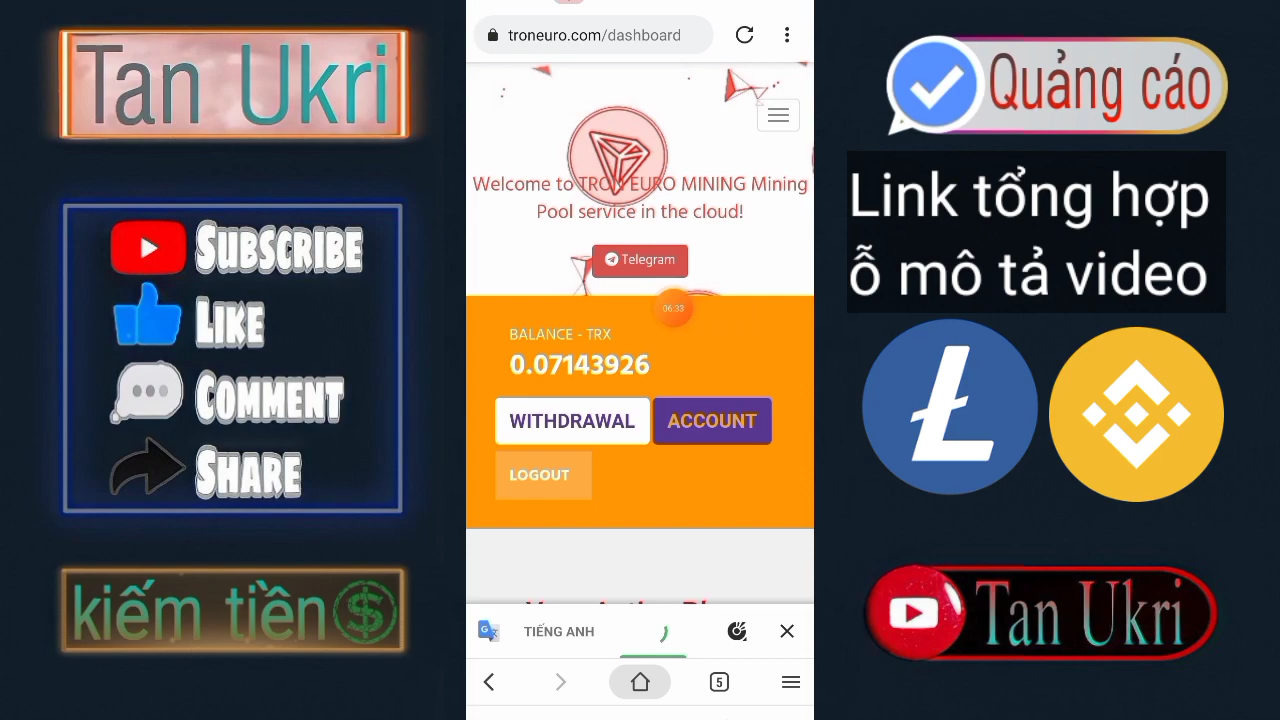 Tan Ukri
SUBSCRIBE
LIKE
COMMENT
SHARE
kiếm tiền
troneuro.com/dashboard
Welcome to TRON EURO MINING Mining
Pool service in the cloud!
Telegram
06:33
BALANCE - TRX
0.07143926
WITHDRAWAL
ACCOUNT
LOGOUT
TIẾNG ANH
5
Quảng cáo
Link tổng hợp
ỗ mô tả video
Tan Ukri